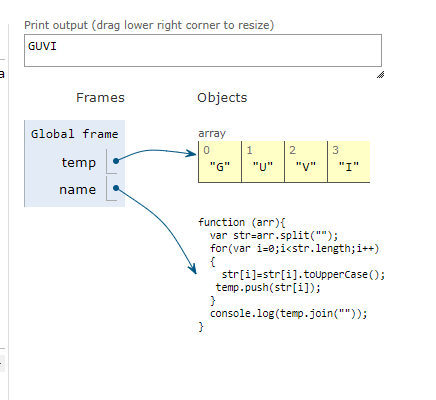 Print output (drag lower right corner to resize)
GUVI
a
Frames Objects
Global frame
temp
name
array
0 1 2 3
"G" "U" "V" "I"
function (arr){
  var str=arr.split("");
  for(var i=0;i<str.length;i++)
  {
    str[i]=str[i].toUpperCase();
   temp.push(str[i]);
  }
  console.log(temp.join(""));
}